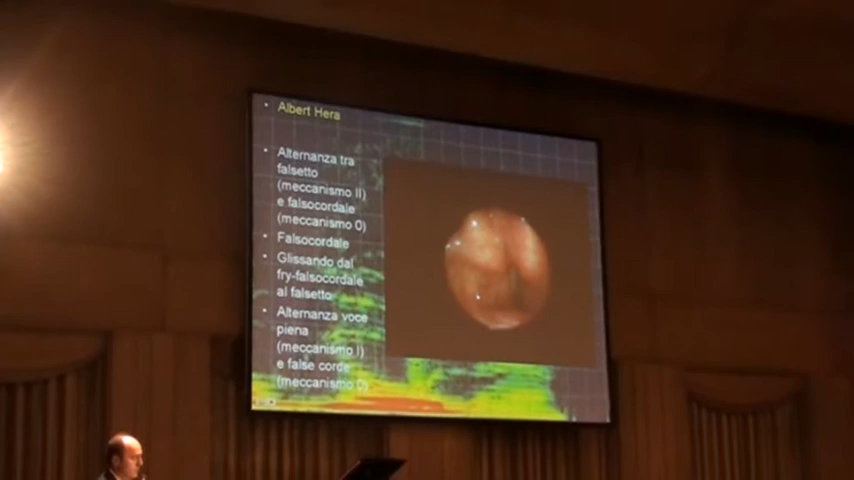 • Albert Hera
• Alternanza tra
falsetto
(meccanismo II)
e falsocordale
(meccanismo 0)
• Falsocordale
• Glissando dal
fry-falsocordale
al falsetto
• Alternanza voce
piena
(meccanismo I)
e false corde
(meccanismo 0)